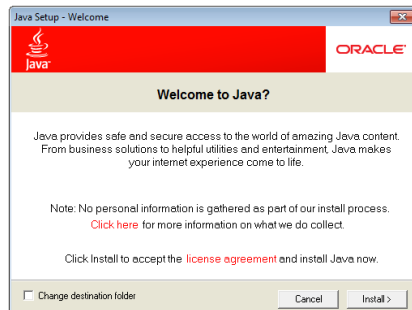 Java Setup - Welcome
Java
ORACLE
Welcome to Java?
Java provides safe and secure access to the world of amazing Java content.
From business solutions to helpful utilities and entertainment, Java makes
your internet experience come to life.
Note: No personal information is gathered as part of our install process.
Click here for more information on what we do collect.
Click Install to accept the license agreement and install Java now.
Change destination folder
Cancel
Install >